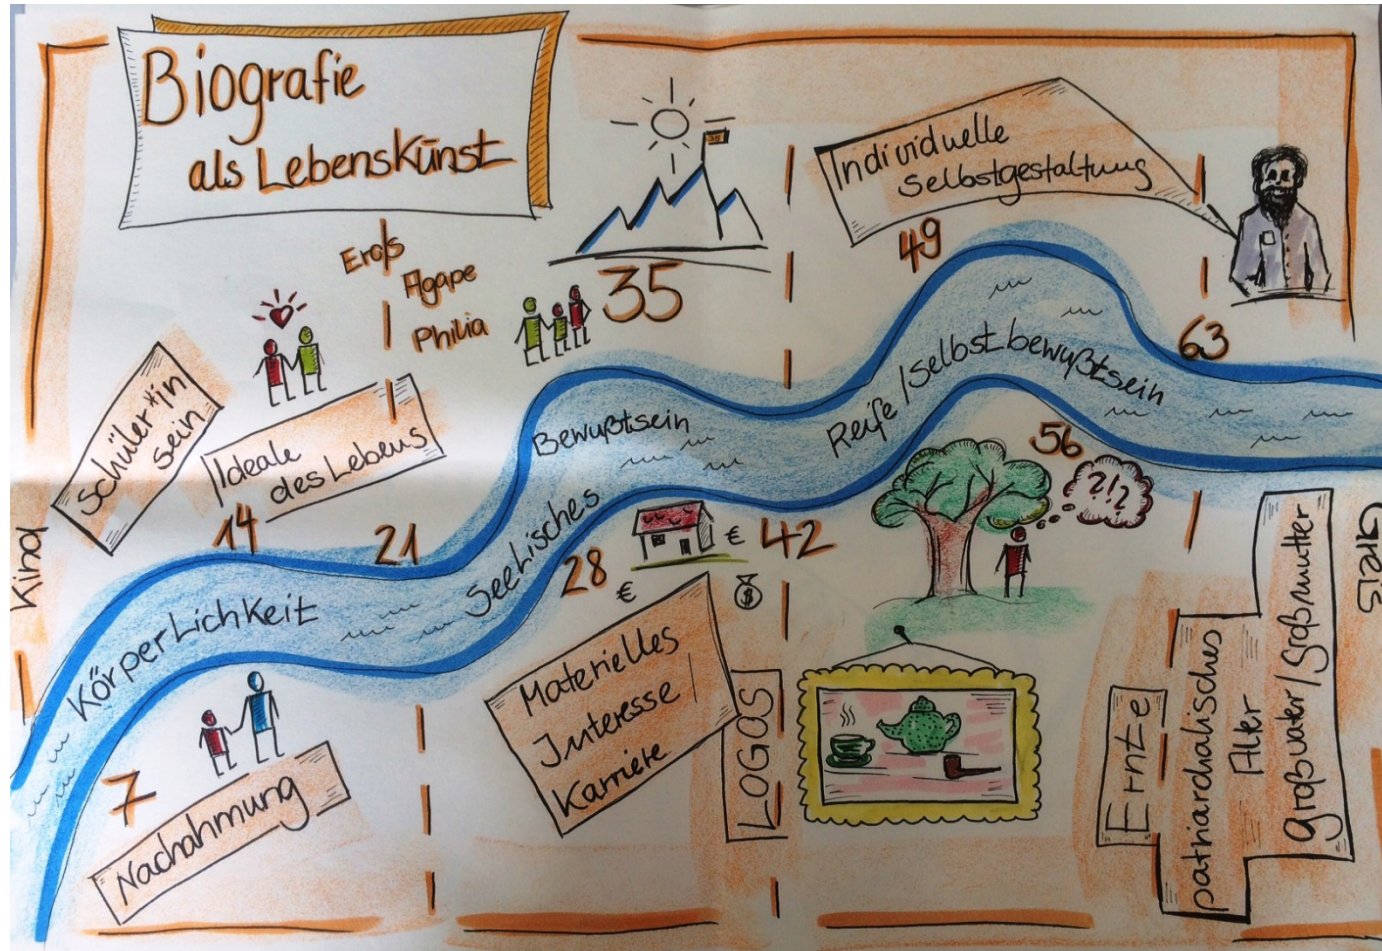 Biografie
als Lebenskunst
Individuelle
Selbstgestaltung
49
Eros
Agape
Philia
35
63
Schüler*in
sein
Ideale
des Lebens
Bewußtsein
Reife/Selbstbewußtsein
56
?!?
Kind
14
21
Seelisches
28
€
€
$
42
Greis
Körperlichkeit
Materielles
Interesse/
Karriere
LOGOS
7
Nachahmung
Ernte
patriardhalisches
Alter
Großvater/Großmutter